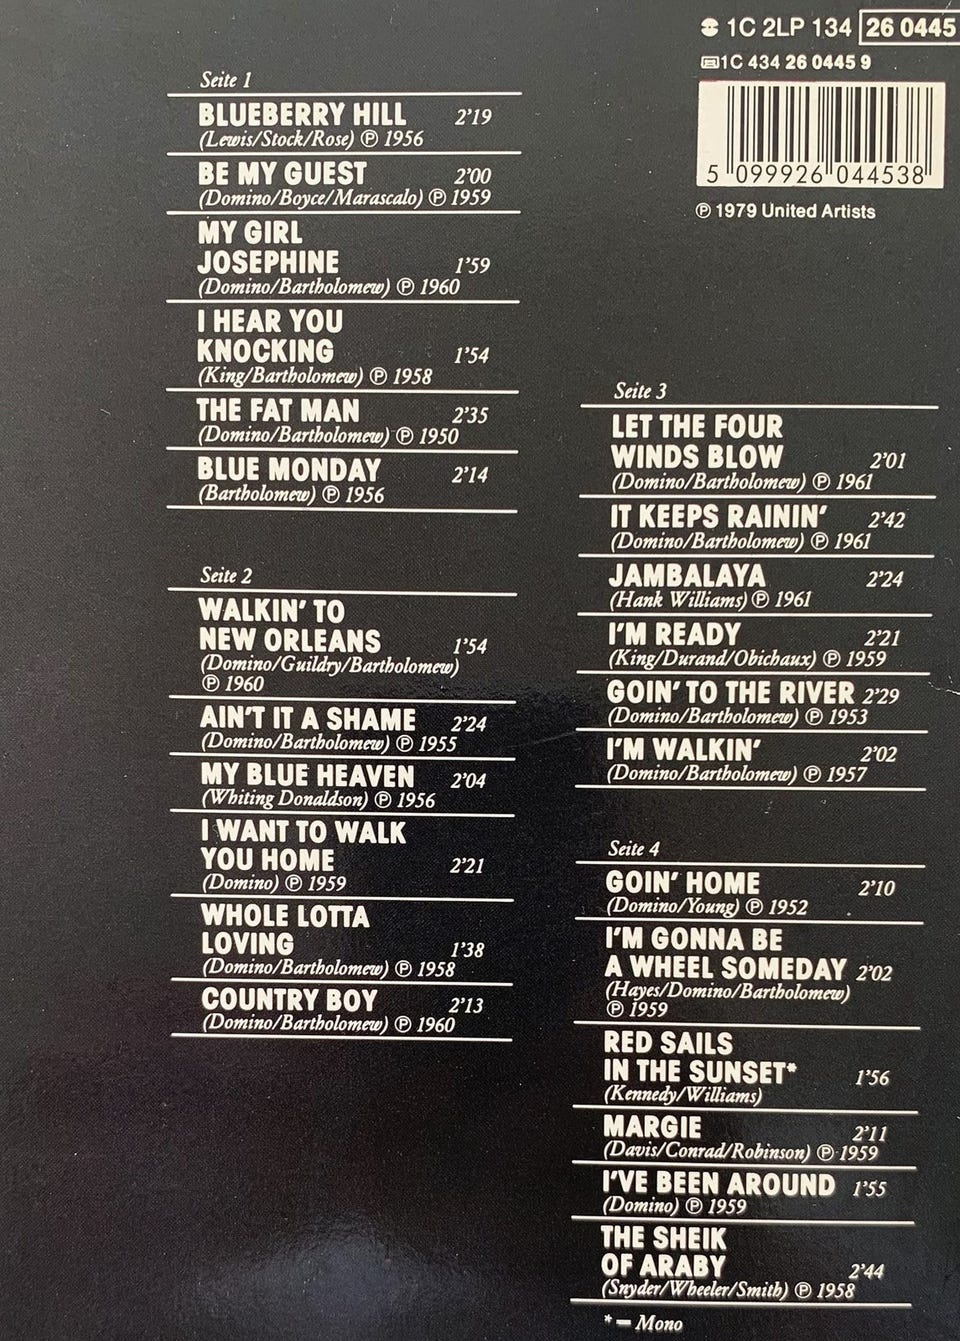 1C 2LP 134 26 0445
1C 434 26 0445 9
5 099926 044538
℗ 1979 United Artists
Seite 1
BLUEBERRY HILL 2'19
(Lewis/Stock/Rose) ℗ 1956
BE MY GUEST 2'00
(Domino/Boyce/Marascalo) ℗ 1959
MY GIRL
JOSEPHINE 1'59
(Domino/Bartholomew) ℗ 1960
I HEAR YOU
KNOCKING 1'54
(King/Bartholomew) ℗ 1958
THE FAT MAN 2'35
(Domino/Bartholomew) ℗ 1950
BLUE MONDAY 2'14
(Bartholomew) ℗ 1956
Seite 2
WALKIN' TO
NEW ORLEANS 1'54
(Domino/Guildry/Bartholomew)
℗ 1960
AIN'T IT A SHAME 2'24
(Domino/Bartholomew) ℗ 1955
MY BLUE HEAVEN 2'04
(Whiting Donaldson) ℗ 1956
I WANT TO WALK
YOU HOME 2'21
(Domino) ℗ 1959
WHOLE LOTTA
LOVING 1'38
(Domino/Bartholomew) ℗ 1958
COUNTRY BOY 2'13
(Domino/Bartholomew) ℗ 1960
Seite 3
LET THE FOUR
WINDS BLOW 2'01
(Domino/Bartholomew) ℗ 1961
IT KEEPS RAININ' 2'42
(Domino/Bartholomew) ℗ 1961
JAMBALAYA 2'24
(Hank Williams) ℗ 1961
I'M READY 2'21
(King/Durand/Obichaux) ℗ 1959
GOIN' TO THE RIVER 2'29
(Domino/Bartholomew) ℗ 1953
I'M WALKIN' 2'02
(Domino/Bartholomew) ℗ 1957
Seite 4
GOIN' HOME 2'10
(Domino/Young) ℗ 1952
I'M GONNA BE
A WHEEL SOMEDAY 2'02
(Hayes/Domino/Bartholomew)
℗ 1959
RED SAILS
IN THE SUNSET* 1'56
(Kennedy/Williams)
MARGIE 2'11
(Davis/Conrad/Robinson) ℗ 1959
I'VE BEEN AROUND 1'55
(Domino) ℗ 1959
THE SHEIK
OF ARABY 2'44
(Snyder/Wheeler/Smith) ℗ 1958
* = Mono